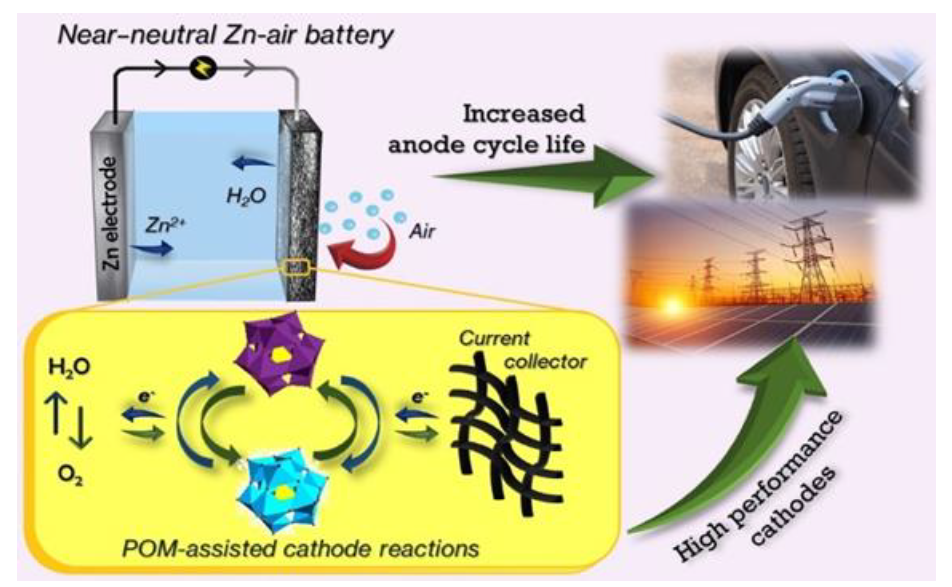 Near–neutral Zn-air battery
Zn electrode
Zn²⁺
H₂O
Air
Increased
anode cycle life
H₂O
O₂
e⁻
Current
collector
e⁻
POM-assisted cathode reactions
High performance
cathodes